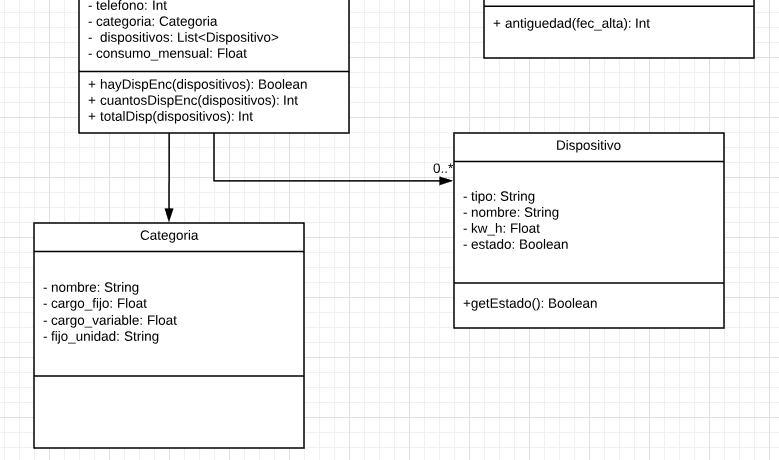 - telefono: Int
- categoria: Categoria
-  dispositivos: List<Dispositivo>
- consumo_mensual: Float
+ hayDispEnc(dispositivos): Boolean
+ cuantosDispEnc(dispositivos): Int
+ totalDisp(dispositivos): Int
+ antiguedad(fec_alta): Int
0..*
Dispositivo
- tipo: String
- nombre: String
- kw_h: Float
- estado: Boolean
+getEstado(): Boolean
Categoria
- nombre: String
- cargo_fijo: Float
- cargo_variable: Float
- fijo_unidad: String